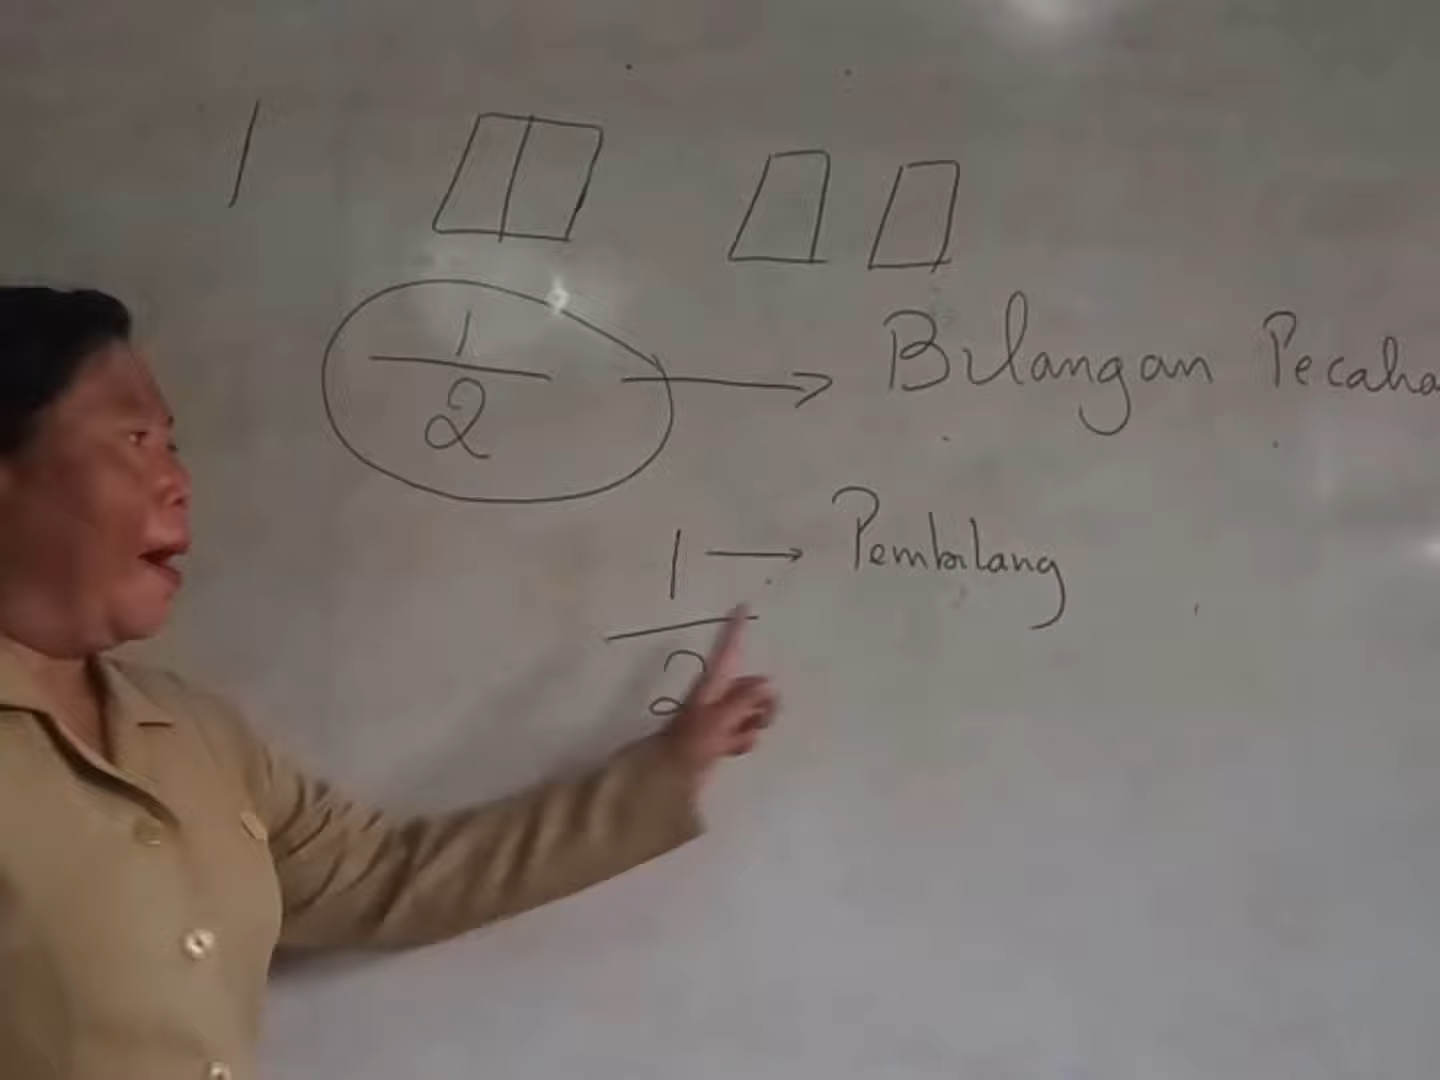 1
1/2 → Bilangan Pecaha
1 → Pembilang
2